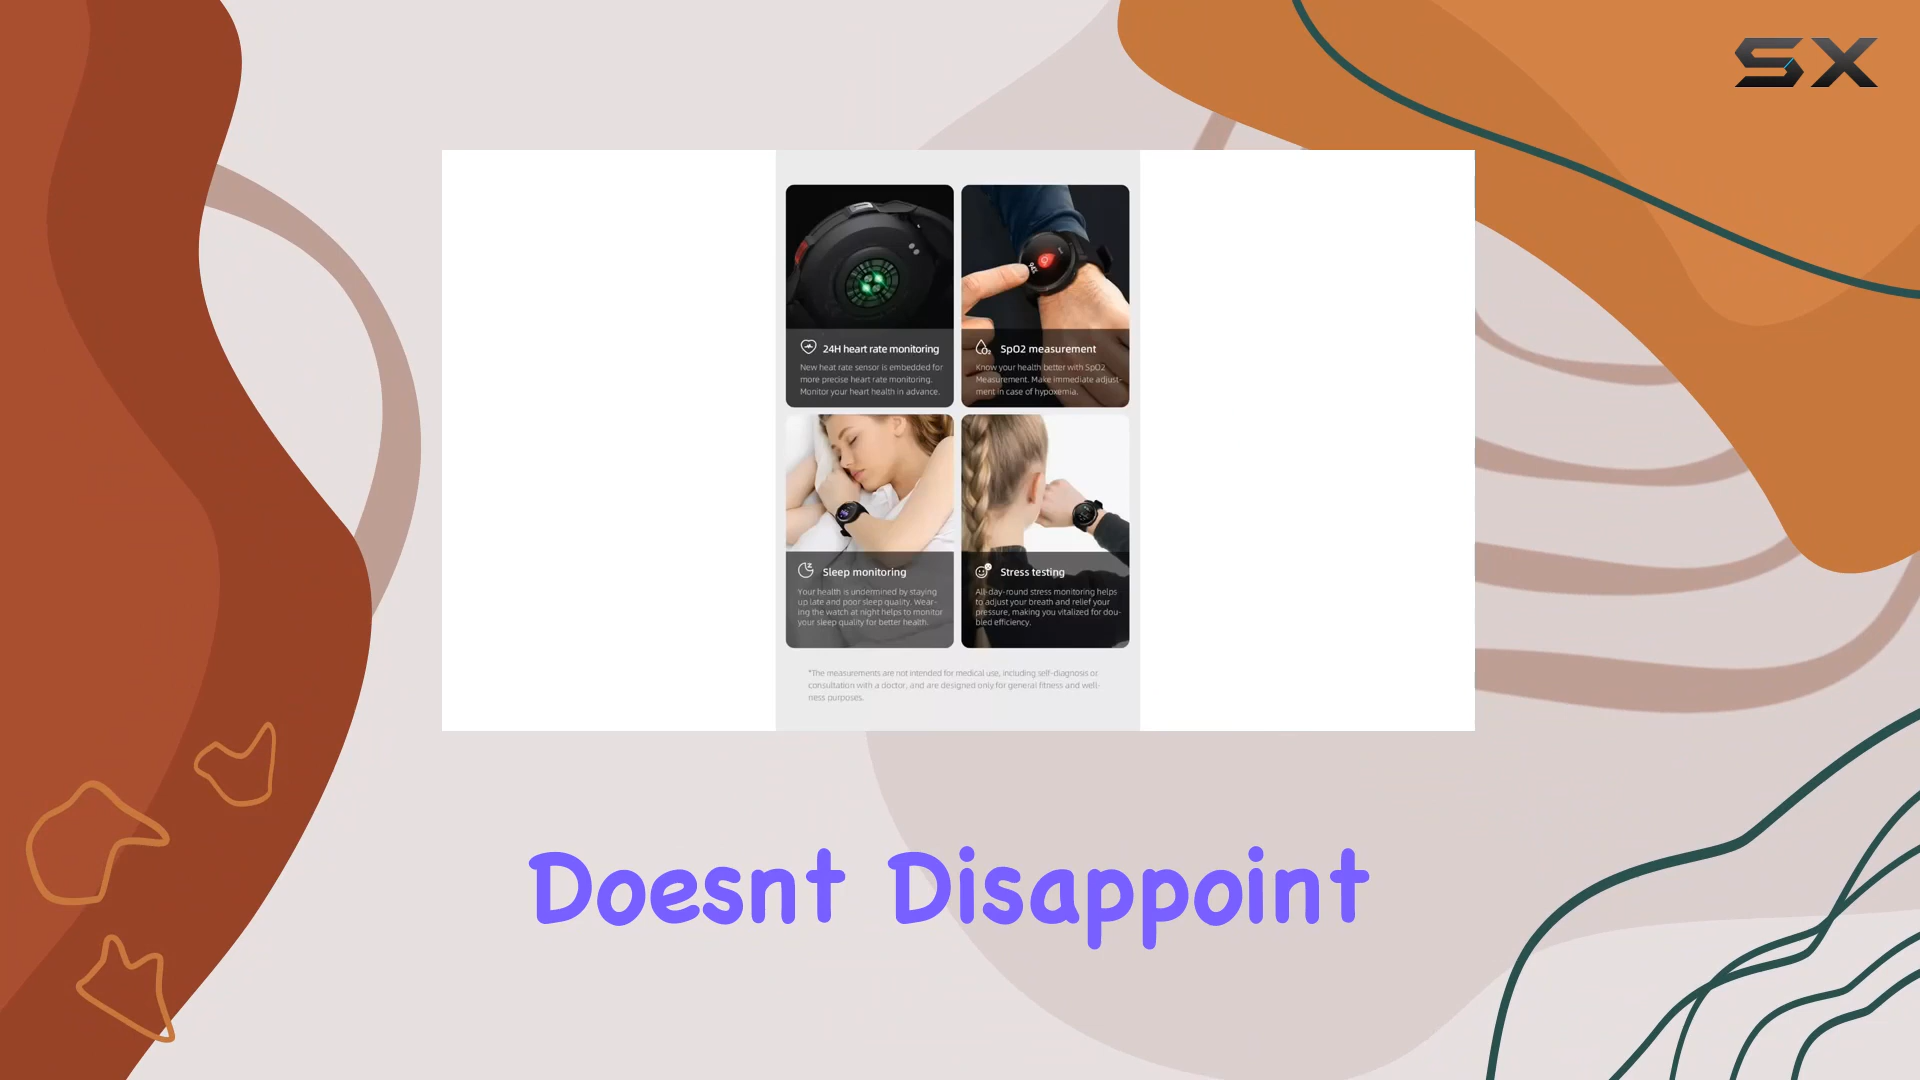 SX
24H heart rate monitoring
New heat rate sensor is embedded for
more precise heart rate monitoring.
Monitor your heart health in advance.
SpO2 measurement
Know your health better with SpO2
Measurement. Make immediate adjust-
ment in case of hypoxemia.
Sleep monitoring
Your health is undermined by staying
up late and poor sleep quality. Wear-
ing the watch at night helps to monitor
your sleep quality for better health.
Stress testing
All-day-round stress monitoring helps
to adjust your breath and relief your
pressure, making you vitalized for dou-
bled efficiency.
*The measurements are not intended for medical use, including self-diagnosis or
consultation with a doctor, and are designed only for general fitness and well-
ness purposes.
Doesnt Disappoint